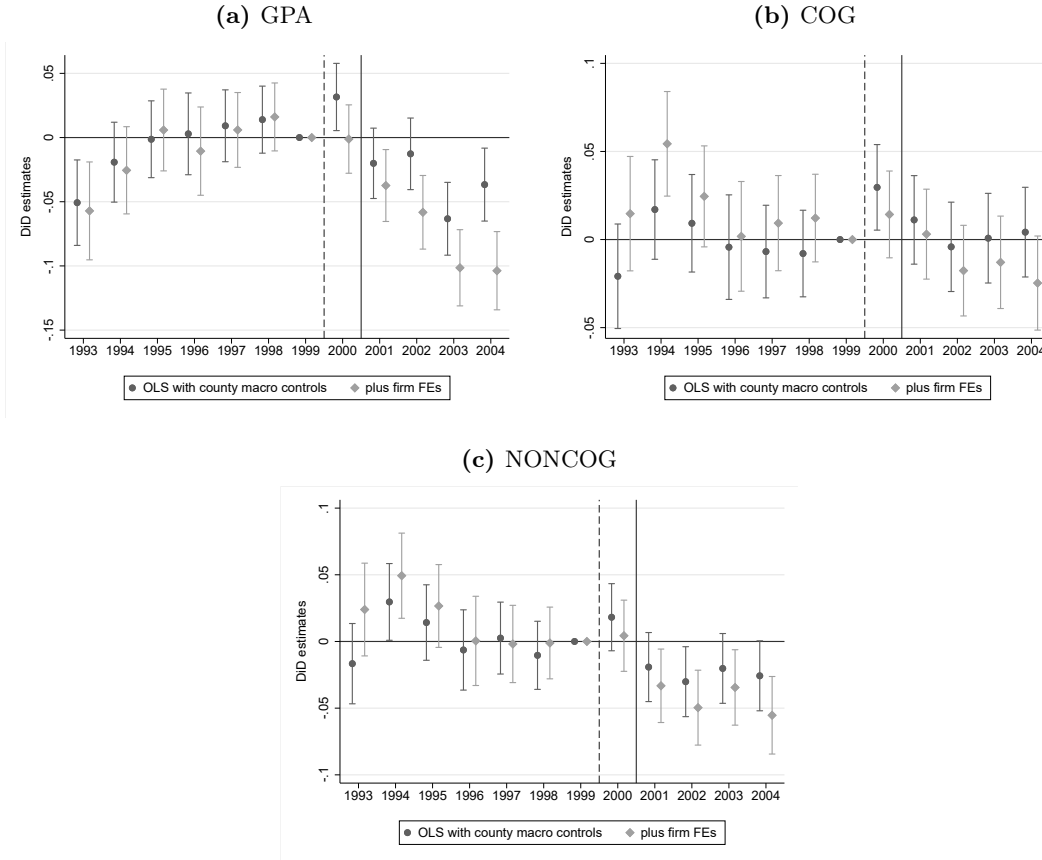 (a) GPA
DiD estimates
.05
0
-.05
-.1
-.15
1993 1994 1995 1996 1997 1998 1999 2000 2001 2002 2003 2004
OLS with county macro controls plus firm FEs
(b) COG
DiD estimates
.1
.05
0
-.05
1993 1994 1995 1996 1997 1998 1999 2000 2001 2002 2003 2004
OLS with county macro controls plus firm FEs
(c) NONCOG
DiD estimates
.1
.05
0
-.05
-.1
1993 1994 1995 1996 1997 1998 1999 2000 2001 2002 2003 2004
OLS with county macro controls plus firm FEs